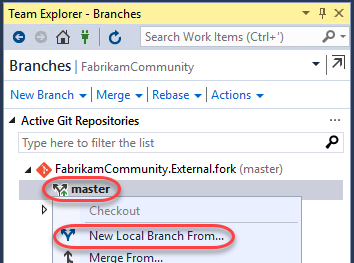 Team Explorer - Branches
Search Work Items (Ctrl+')
Branches | FabrikamCommunity
New Branch | Merge | Rebase | Actions
Active Git Repositories
Type here to filter the list
FabrikamCommunity.External.fork (master)
master
Checkout
New Local Branch From...
Merge From...